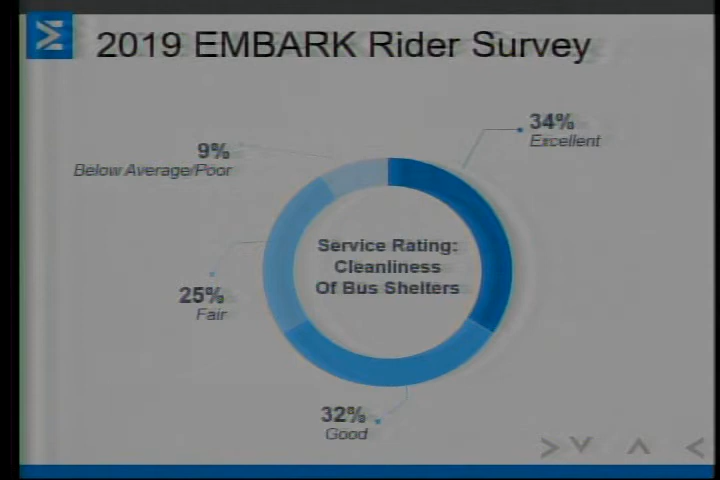 2019 EMBARK Rider Survey
34%
Excellent
9%
Below Average/Poor
Service Rating:
Cleanliness
Of Bus Shelters
25%
Fair
32%
Good